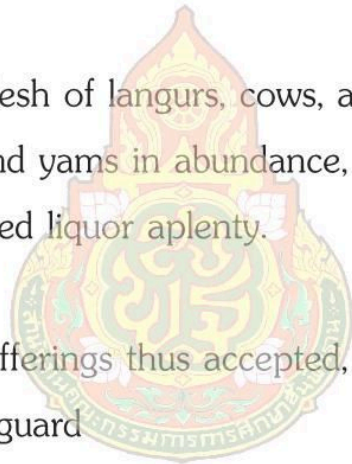 esh of langurs, cows, a
nd yams in abundance,
ed liquor aplenty.
fferings thus accepted,
guard